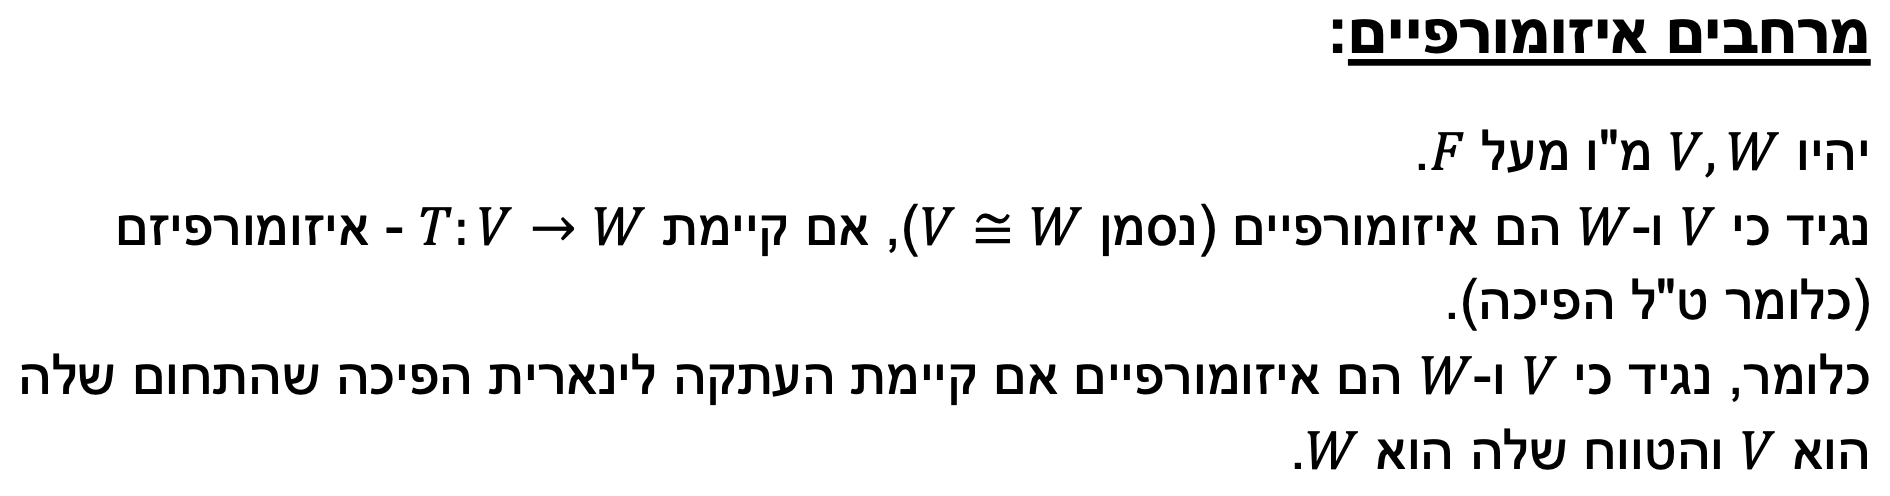 מרחבים איזומורפיים:
יהיו V, W מ"ו מעל F.
נגיד כי V ו-W הם איזומורפיים (נסמן V ≅ W), אם קיימת T: V → W - איזומורפיזם
(כלומר ט"ל הפיכה).
כלומר, נגיד כי V ו-W הם איזומורפיים אם קיימת העתקה לינארית הפיכה שהתחום שלה
הוא V והטווח שלה הוא W.